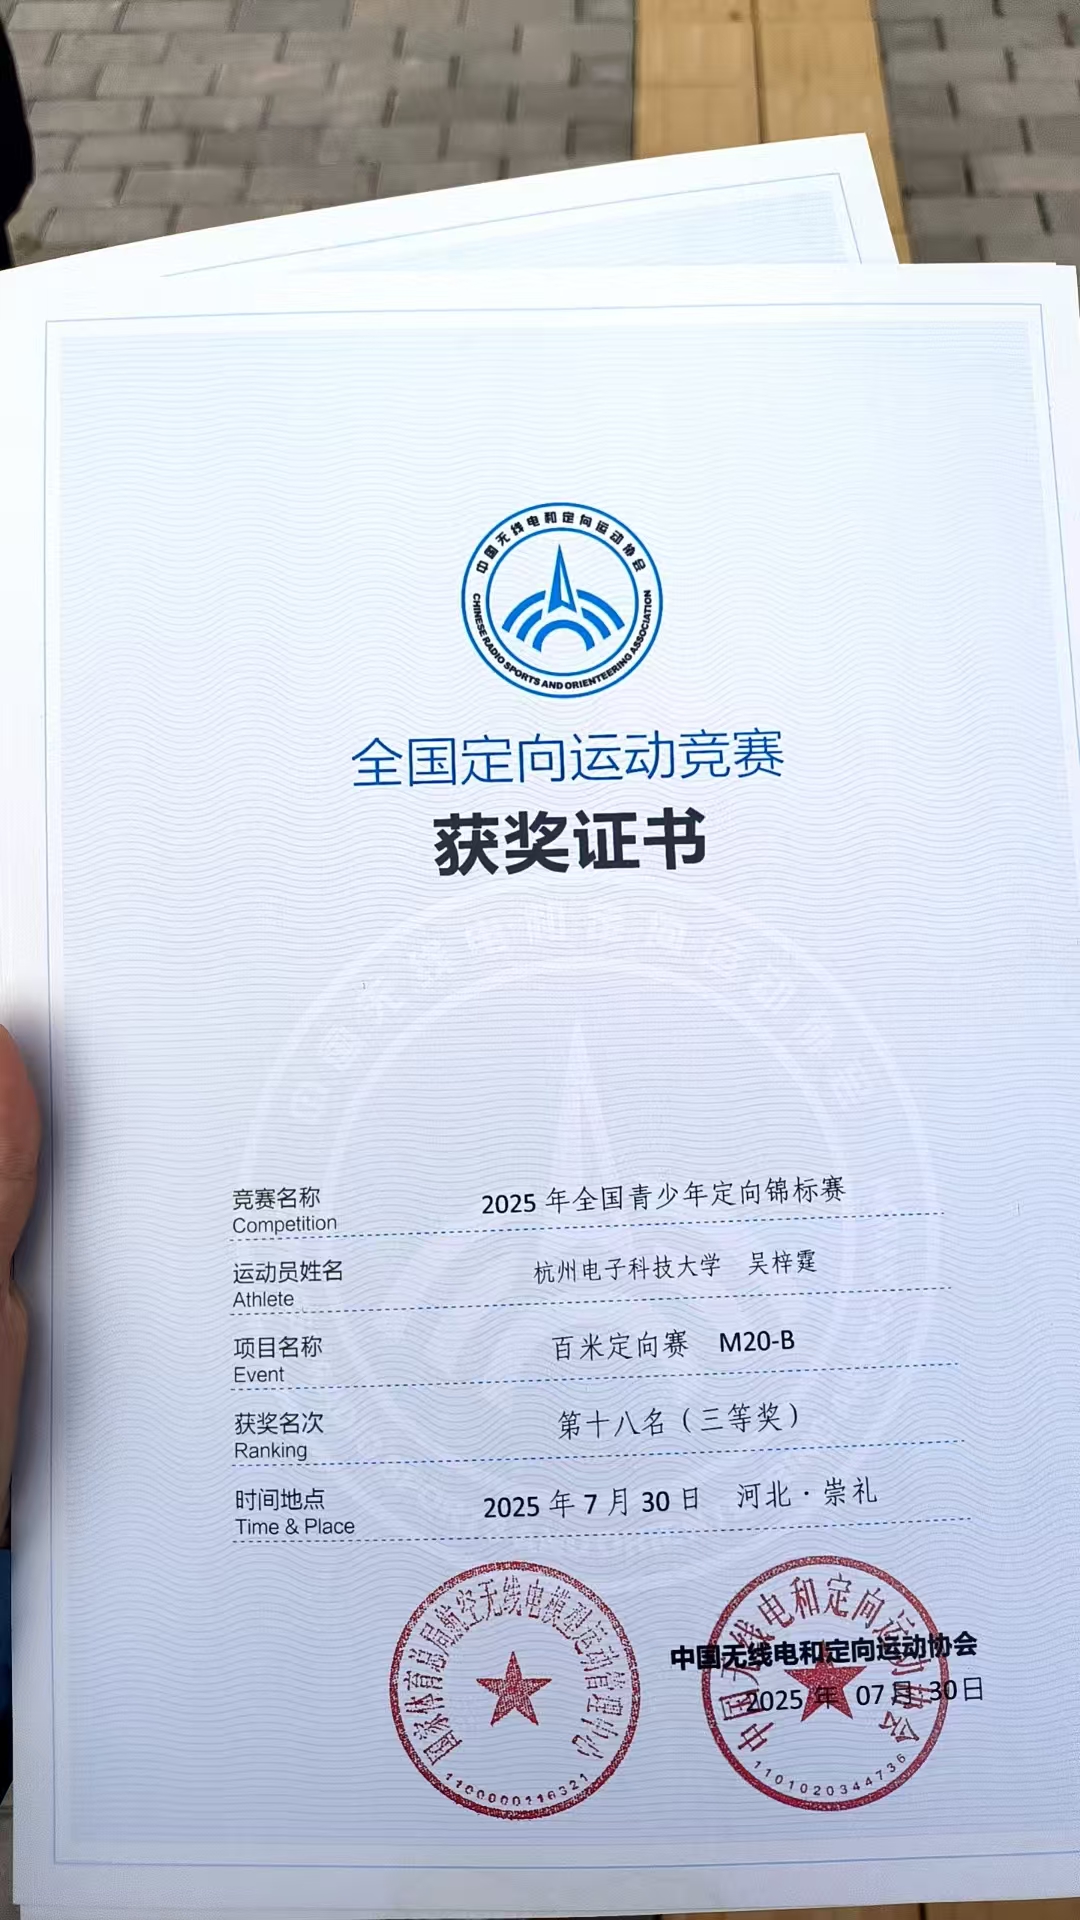 中国无线电和定向运动协会
CHINESE RADIO SPORTS AND ORIENTEERING ASSOCIATION
全国定向运动竞赛
获奖证书
竞赛名称 2025 年全国青少年定向锦标赛
Competition
运动员姓名 杭州电子科技大学 吴梓霆
Athlete
项目名称 百米定向赛 M20-B
Event
获奖名次 第十八名（三等奖）
Ranking
时间地点 2025 年 7 月 30 日 河北·崇礼
Time & Place
国家体育总局航空无线电模型运动管理中心
1100000116321
中国无线电和定向运动协会
中国无线电和定向运动协会
2025 年 07月 30日
1101020344736